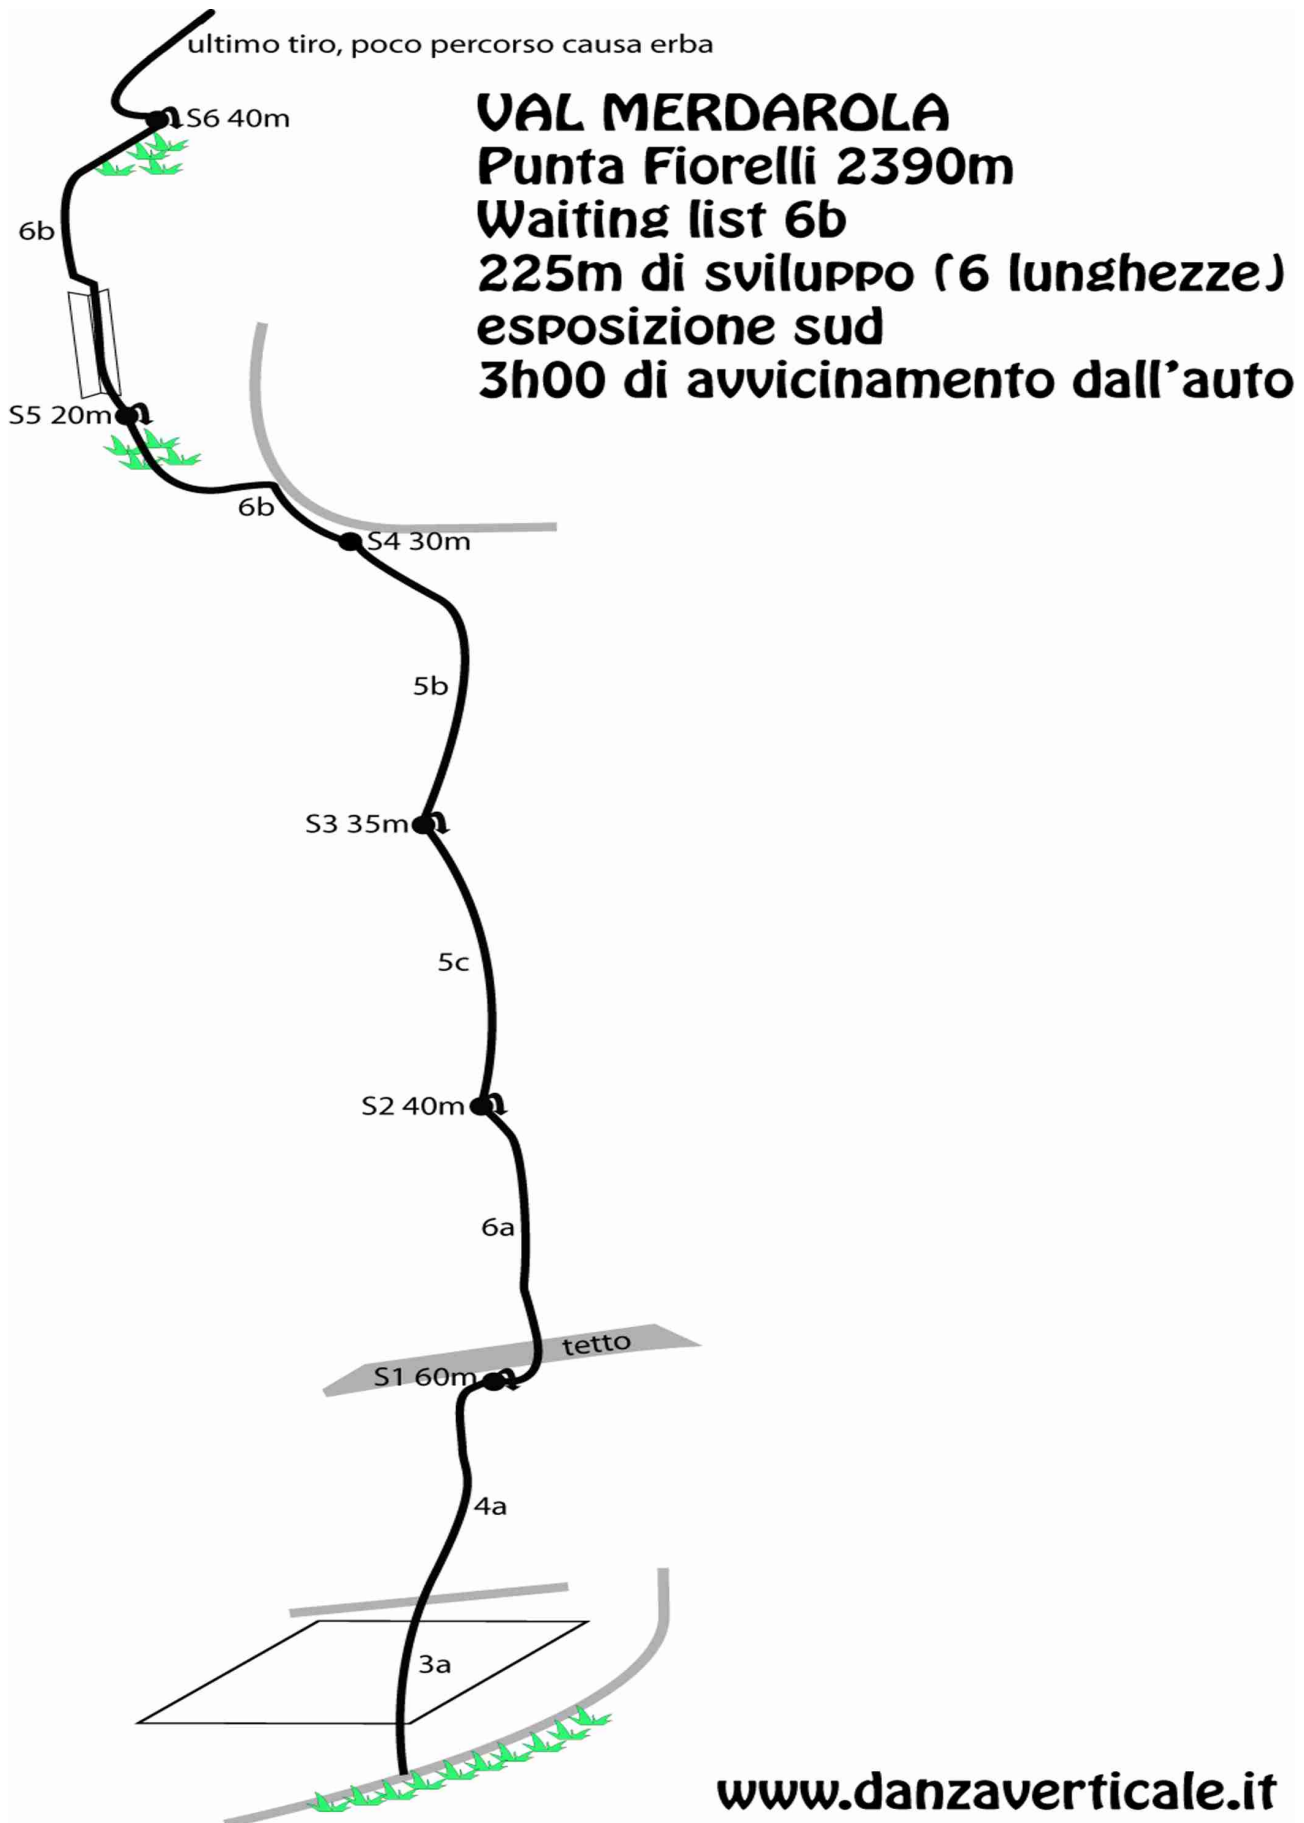 ultimo tiro, poco percorso causa erba
VAL MERDAROLA
Punta Fiorelli 2390m
Waiting list 6b
225m di sviluppo (6 lunghezze)
esposizione sud
3h00 di avvicinamento dall'auto
S6 40m
6b
S5 20m
6b
S4 30m
5b
S3 35m
5c
S2 40m
6a
tetto
S1 60m
4a
3a
www.danzaverticale.it